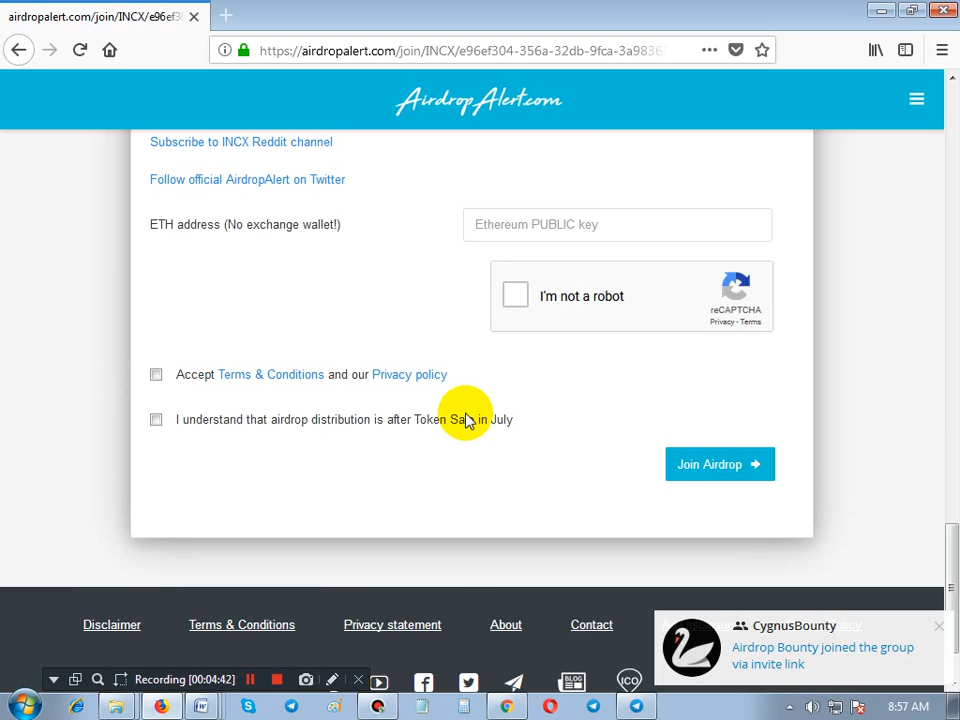 airdropalert.com/join/INCX/e96ef3
https://airdropalert.com/join/INCX/e96ef304-356a-32db-9fca-3a9836
AirdropAlert.com
Subscribe to INCX Reddit channel
Follow official AirdropAlert on Twitter
ETH address (No exchange wallet!)
Ethereum PUBLIC key
I'm not a robot
reCAPTCHA
Privacy - Terms
Accept Terms & Conditions and our Privacy policy
I understand that airdrop distribution is after Token Sale in July
Join Airdrop
Disclaimer
Terms & Conditions
Privacy statement
About
Contact
CygnusBounty
Airdrop Bounty joined the group
via invite link
Recording [00:04:42]
BLOG
ICO
8:57 AM